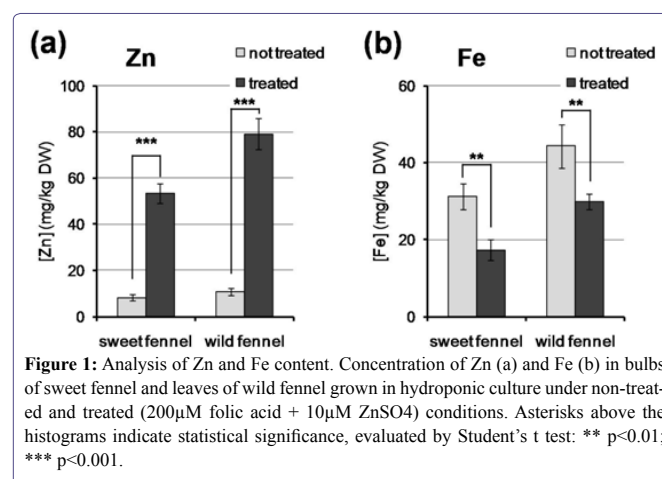 (a) Zn
not treated
treated
[Zn] (mg/kg DW)
100
80
60
40
20
0
***
***
sweet fennel wild fennel
(b) Fe
not treated
treated
[Fe] (mg/kg DW)
60
40
20
0
**
**
sweet fennel wild fennel
Figure 1: Analysis of Zn and Fe content. Concentration of Zn (a) and Fe (b) in bulbs
of sweet fennel and leaves of wild fennel grown in hydroponic culture under non-treat-
ed and treated (200µM folic acid + 10µM ZnSO4) conditions. Asterisks above the
histograms indicate statistical significance, evaluated by Student’s t test: ** p<0.01;
*** p<0.001.